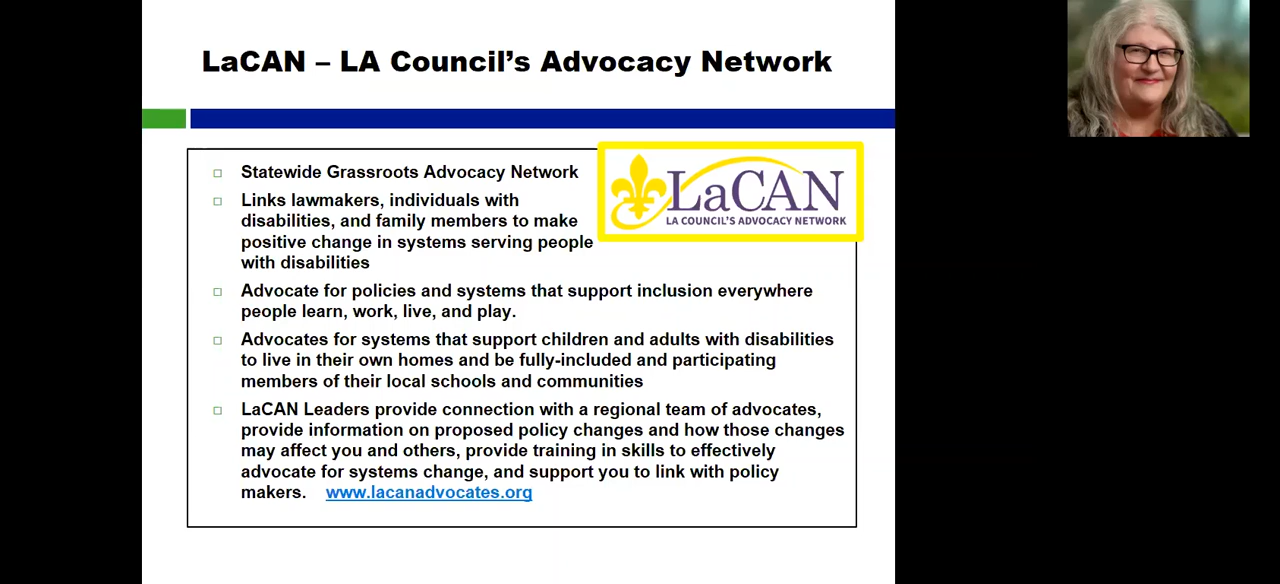 LaCAN – LA Council's Advocacy Network
LaCAN
LA COUNCIL'S ADVOCACY NETWORK
Statewide Grassroots Advocacy Network
Links lawmakers, individuals with
disabilities, and family members to make
positive change in systems serving people
with disabilities
Advocate for policies and systems that support inclusion everywhere
people learn, work, live, and play.
Advocates for systems that support children and adults with disabilities
to live in their own homes and be fully-included and participating
members of their local schools and communities
LaCAN Leaders provide connection with a regional team of advocates,
provide information on proposed policy changes and how those changes
may affect you and others, provide training in skills to effectively
advocate for systems change, and support you to link with policy
makers. www.lacanadvocates.org